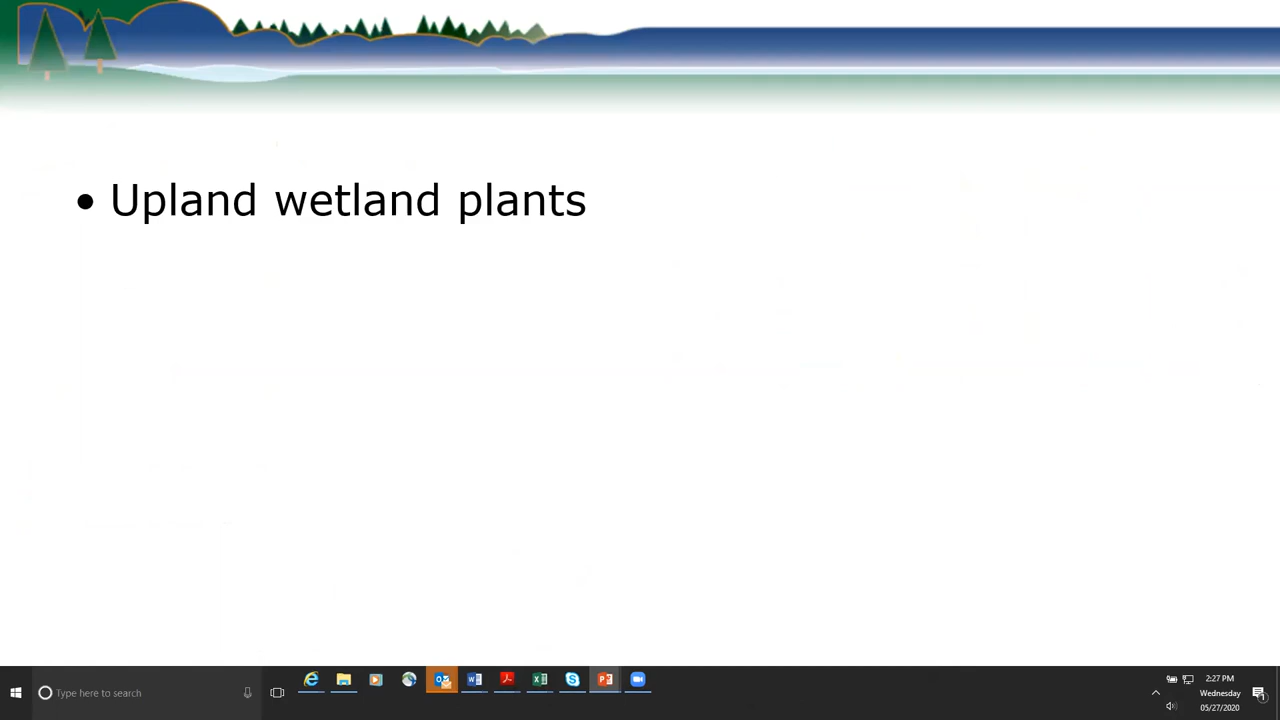 • Upland wetland plants
Type here to search
2:27 PM
Wednesday
05/27/2020